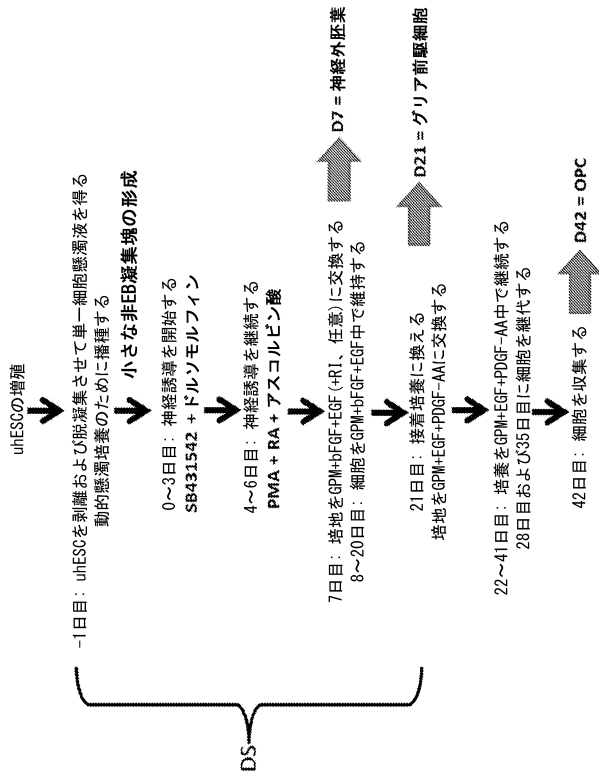 uhESCの増殖
-1日目: uhESCを剥離および脱凝集させて単一細胞懸濁液を得る
動的懸濁培養のために播種する
小さな非EB凝集塊の形成
0~3日目: 神経誘導を開始する
SB431542 + ドルソモルフィン
4~6日目: 神経誘導を継続する
PMA + RA + アスコルビン酸
7日目: 培地をGPM+bFGF+EGF(+RI、任意)に交換する
8~20日目: 細胞をGPM+bFGF+EGF中で維持する
D7 = 神経外胚葉
21日目: 接着培養に換える
培地をGPM+EGF+PDGF-AAに交換する
D21 = グリア前駆細胞
22~41日目: 培養をGPM+EGF+PDGF-AA中で継続する
28日目および35日目に細胞を継代する
42日目: 細胞を収集する
D42 = OPC
DS